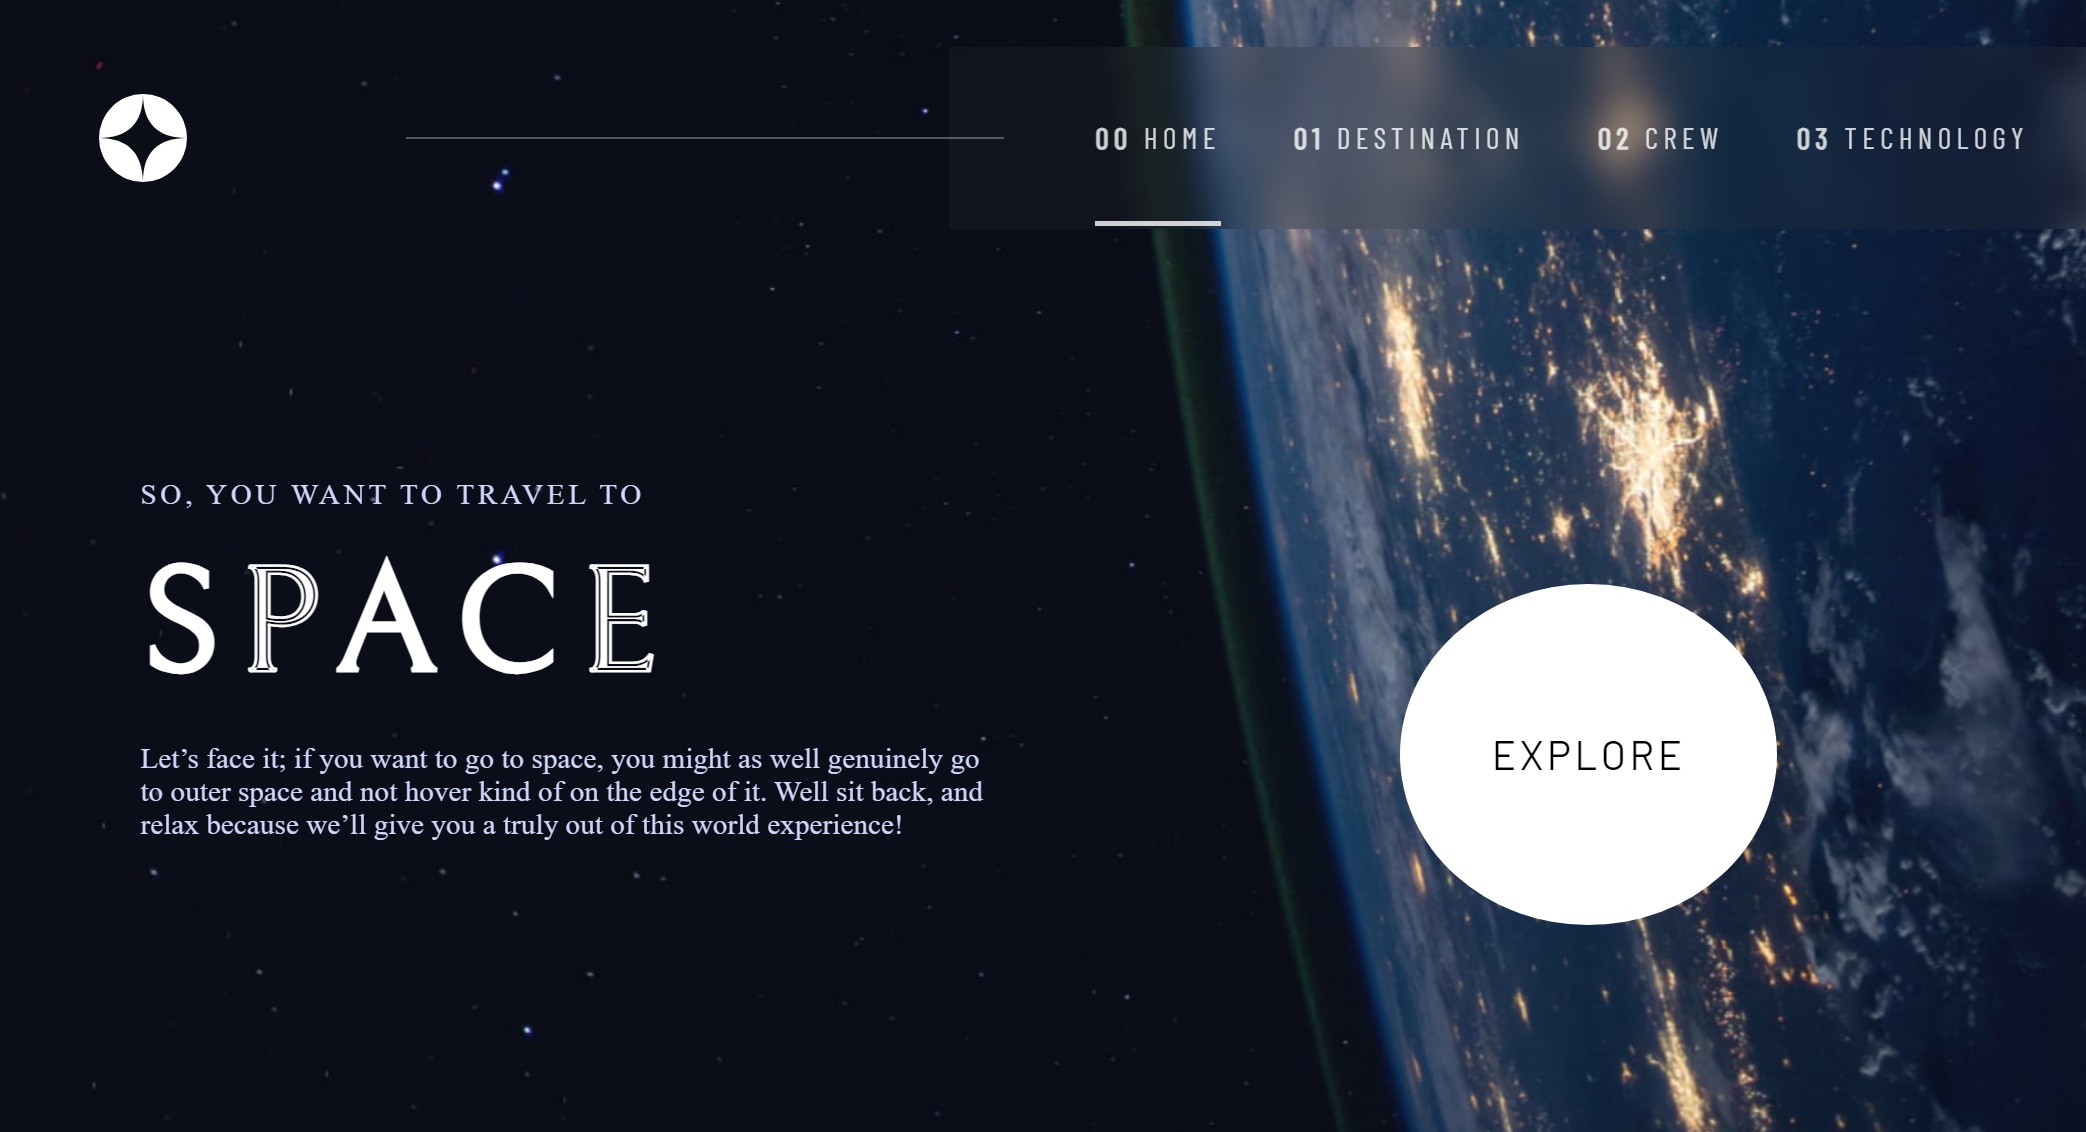 00 HOME 01 DESTINATION 02 CREW 03 TECHNOLOGY
SO, YOU WANT TO TRAVEL TO
SPACE
Let’s face it; if you want to go to space, you might as well genuinely go
to outer space and not hover kind of on the edge of it. Well sit back, and
relax because we’ll give you a truly out of this world experience!
EXPLORE